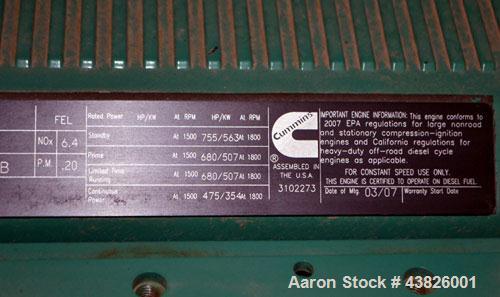 FEL
NOx 6.4
B P.M. .20
Rated Power HP/KW At RPM HP/KW At RPM
Standby At 1500 755/563 At 1800
Prime At 1500 680/507 At 1800
Limited Time Running At 1500 680/507 At 1800
Continuous Power At 1500 475/354 At 1800
Cummins
®
ASSEMBLED IN
THE U.S.A.
3102273
IMPORTANT ENGINE INFORMATION: This engine conforms to
2007 EPA regulations for large nonroad
and stationary compression-ignition
engines and California regulations for
heavy-duty off-road diesel cycle
engines as applicable.
FOR CONSTANT SPEED USE ONLY.
THIS ENGINE IS CERTIFIED TO OPERATE ON DIESEL FUEL.
Date of Mfg. 03/07 Warranty Start Date
Aaron Stock # 43826001